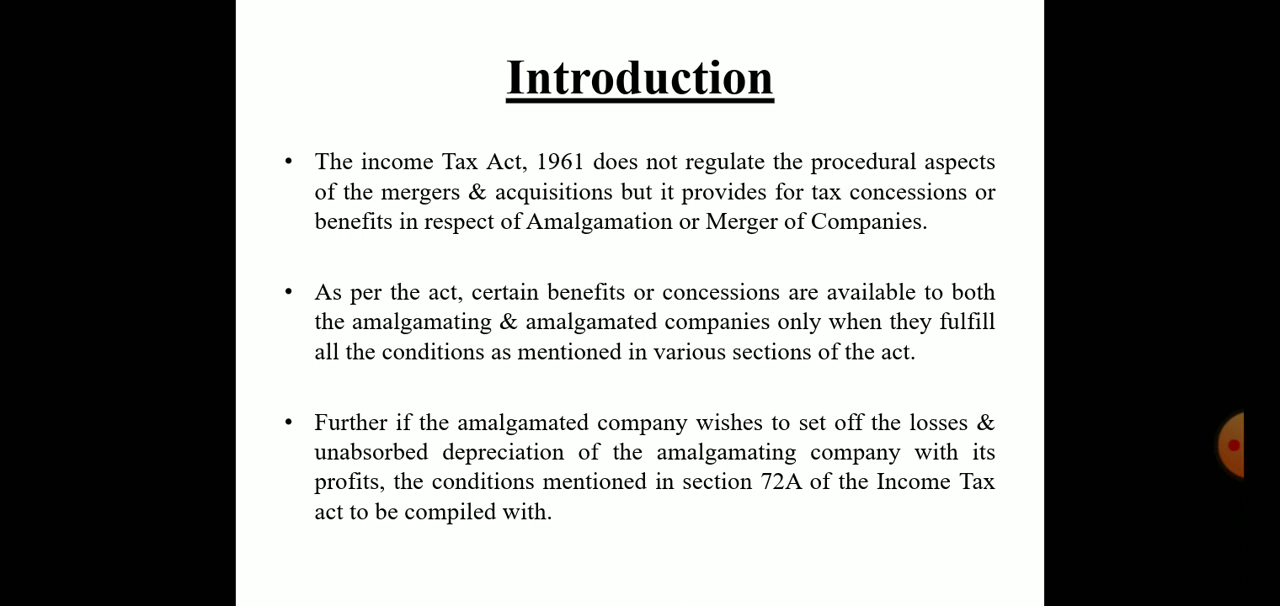 Introduction
• The income Tax Act, 1961 does not regulate the procedural aspects
of the mergers & acquisitions but it provides for tax concessions or
benefits in respect of Amalgamation or Merger of Companies.
• As per the act, certain benefits or concessions are available to both
the amalgamating & amalgamated companies only when they fulfill
all the conditions as mentioned in various sections of the act.
• Further if the amalgamated company wishes to set off the losses &
unabsorbed depreciation of the amalgamating company with its
profits, the conditions mentioned in section 72A of the Income Tax
act to be compiled with.